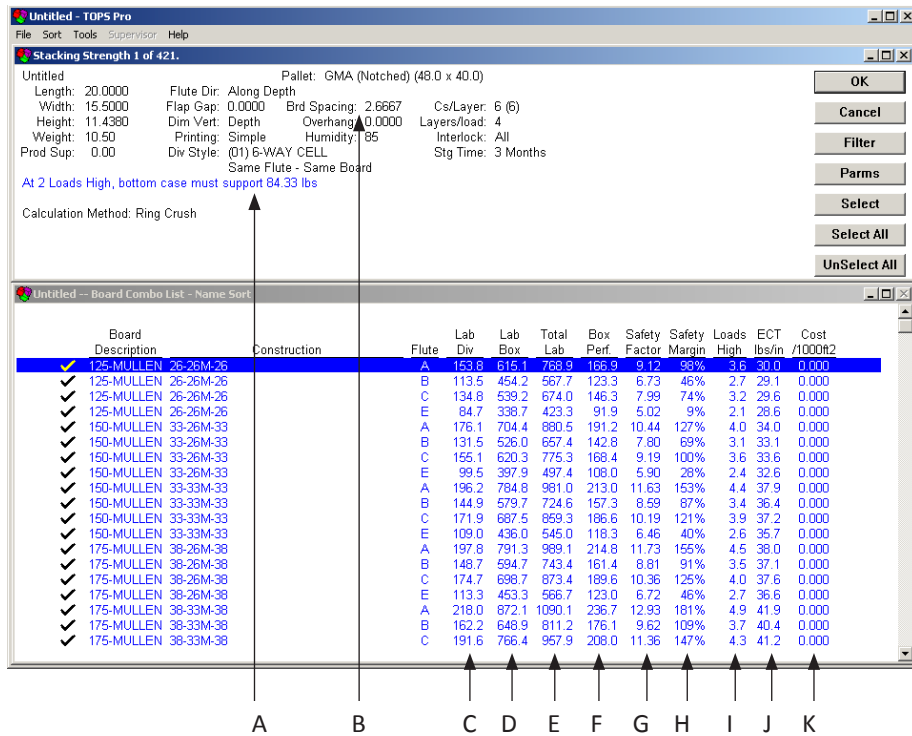 Untitled - TOPS Pro
File Sort Tools Supervisor Help
Stacking Strength 1 of 421.
Untitled Pallet: GMA (Notched) (48.0 x 40.0)
Length: 20.0000 Flute Dir: Along Depth
Width: 15.5000 Flap Gap: 0.0000 Brd Spacing: 2.6667 Cs/Layer: 6 (6)
Height: 11.4380 Dim Vert: Depth Overhang: 0.0000 Layers/load: 4
Weight: 10.50 Printing: Simple Humidity: 85 Interlock: All
Prod Sup: 0.00 Div Style: (01) 6-WAY CELL Stg Time: 3 Months
Same Flute - Same Board
At 2 Loads High, bottom case must support 84.33 lbs
Calculation Method: Ring Crush
OK
Cancel
Filter
Parms
Select
Select All
UnSelect All
Untitled -- Board Combo List - Name Sort
Board Lab Lab Total Box Safety Safety Loads ECT Cost
Description Construction Flute Div Box Lab Perf. Factor Margin High lbs/in /1000ft2
125-MULLEN 26-26M-26 A 153.8 615.1 768.9 166.9 9.12 98% 3.6 30.0 0.000
125-MULLEN 26-26M-26 B 113.5 454.2 567.7 123.3 6.73 46% 2.7 29.1 0.000
125-MULLEN 26-26M-26 C 134.8 539.2 674.0 146.3 7.99 74% 3.2 29.6 0.000
125-MULLEN 26-26M-26 E 84.7 338.7 423.3 91.9 5.02 9% 2.1 28.6 0.000
150-MULLEN 33-26M-33 A 176.1 704.4 880.5 191.2 10.44 127% 4.0 34.0 0.000
150-MULLEN 33-26M-33 B 131.5 526.0 657.4 142.8 7.80 69% 3.1 33.1 0.000
150-MULLEN 33-26M-33 C 155.1 620.3 775.3 168.4 9.19 100% 3.6 33.6 0.000
150-MULLEN 33-26M-33 E 99.5 397.9 497.4 108.0 5.90 28% 2.4 32.6 0.000
150-MULLEN 33-33M-33 A 196.2 784.8 981.0 213.0 11.63 153% 4.4 37.9 0.000
150-MULLEN 33-33M-33 B 144.9 579.7 724.6 157.3 8.59 87% 3.4 36.4 0.000
150-MULLEN 33-33M-33 C 171.9 687.5 859.3 186.6 10.19 121% 3.9 37.2 0.000
150-MULLEN 33-33M-33 E 109.0 436.0 545.0 118.3 6.46 40% 2.6 35.7 0.000
175-MULLEN 38-26M-38 A 197.8 791.3 989.1 214.8 11.73 155% 4.5 38.0 0.000
175-MULLEN 38-26M-38 B 148.7 594.7 743.4 161.4 8.81 91% 3.5 37.1 0.000
175-MULLEN 38-26M-38 C 174.7 698.7 873.4 189.6 10.36 125% 4.0 37.6 0.000
175-MULLEN 38-26M-38 E 113.3 453.3 566.7 123.0 6.72 46% 2.7 36.6 0.000
175-MULLEN 38-33M-38 A 218.0 872.1 1090.1 236.7 12.93 181% 4.9 41.9 0.000
175-MULLEN 38-33M-38 B 162.2 648.9 811.2 176.1 9.62 109% 3.7 40.4 0.000
175-MULLEN 38-33M-38 C 191.6 766.4 957.9 208.0 11.36 147% 4.3 41.2 0.000
A B C D E F G H I J K